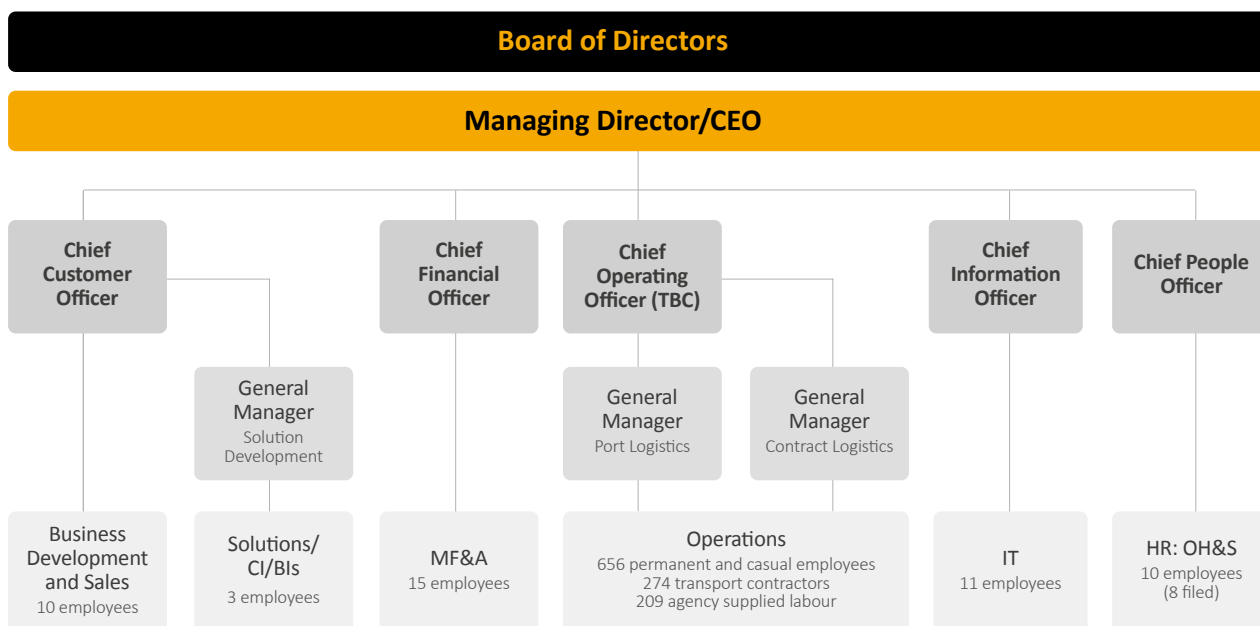 Board of Directors
Managing Director/CEO
Chief
Customer
Officer
Chief
Financial
Officer
Chief
Operating
Officer (TBC)
Chief
Information
Officer
Chief People
Officer
General
Manager
Solution
Development
General
Manager
Port Logistics
General
Manager
Contract Logistics
Business
Development
and Sales
10 employees
Solutions/
CI/BIs
3 employees
MF&A
15 employees
Operations
656 permanent and casual employees
274 transport contractors
209 agency supplied labour
IT
11 employees
HR: OH&S
10 employees
(8 filed)